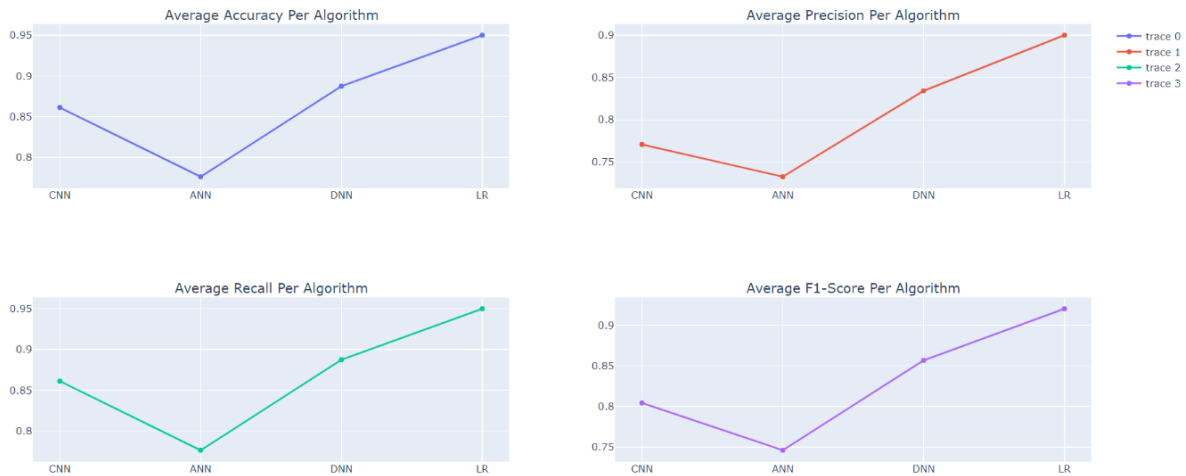 Average Accuracy Per Algorithm
0.95
0.9
0.85
0.8
CNN ANN DNN LR
Average Precision Per Algorithm
0.9
0.85
0.8
0.75
CNN ANN DNN LR
trace 0
trace 1
trace 2
trace 3
Average Recall Per Algorithm
0.95
0.9
0.85
0.8
CNN ANN DNN LR
Average F1-Score Per Algorithm
0.9
0.85
0.8
0.75
CNN ANN DNN LR